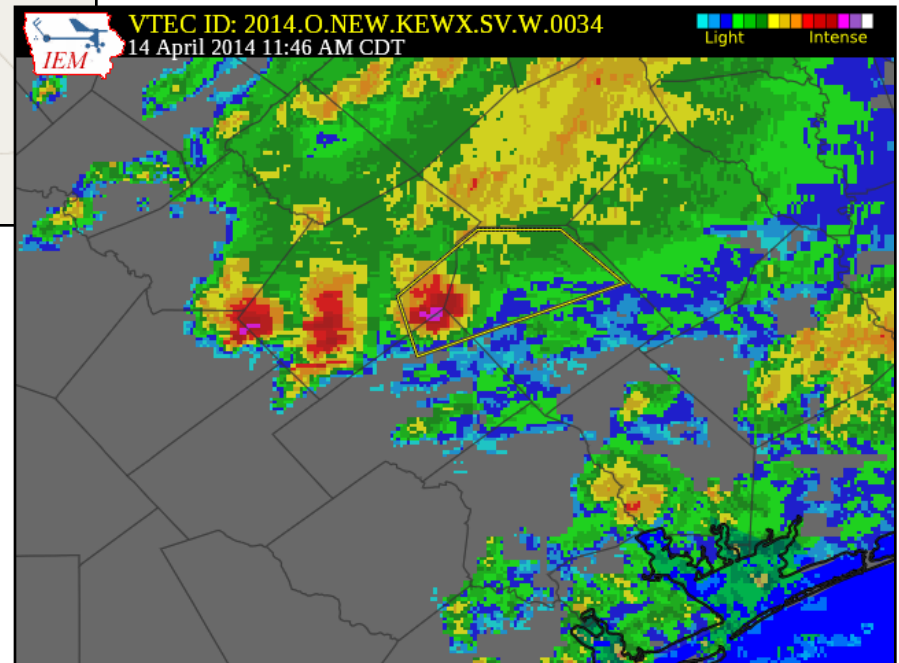 VTEC ID: 2014.O.NEW.KEWX.SV.W.0034
14 April 2014 11:46 AM CDT
IEM
Light Intense